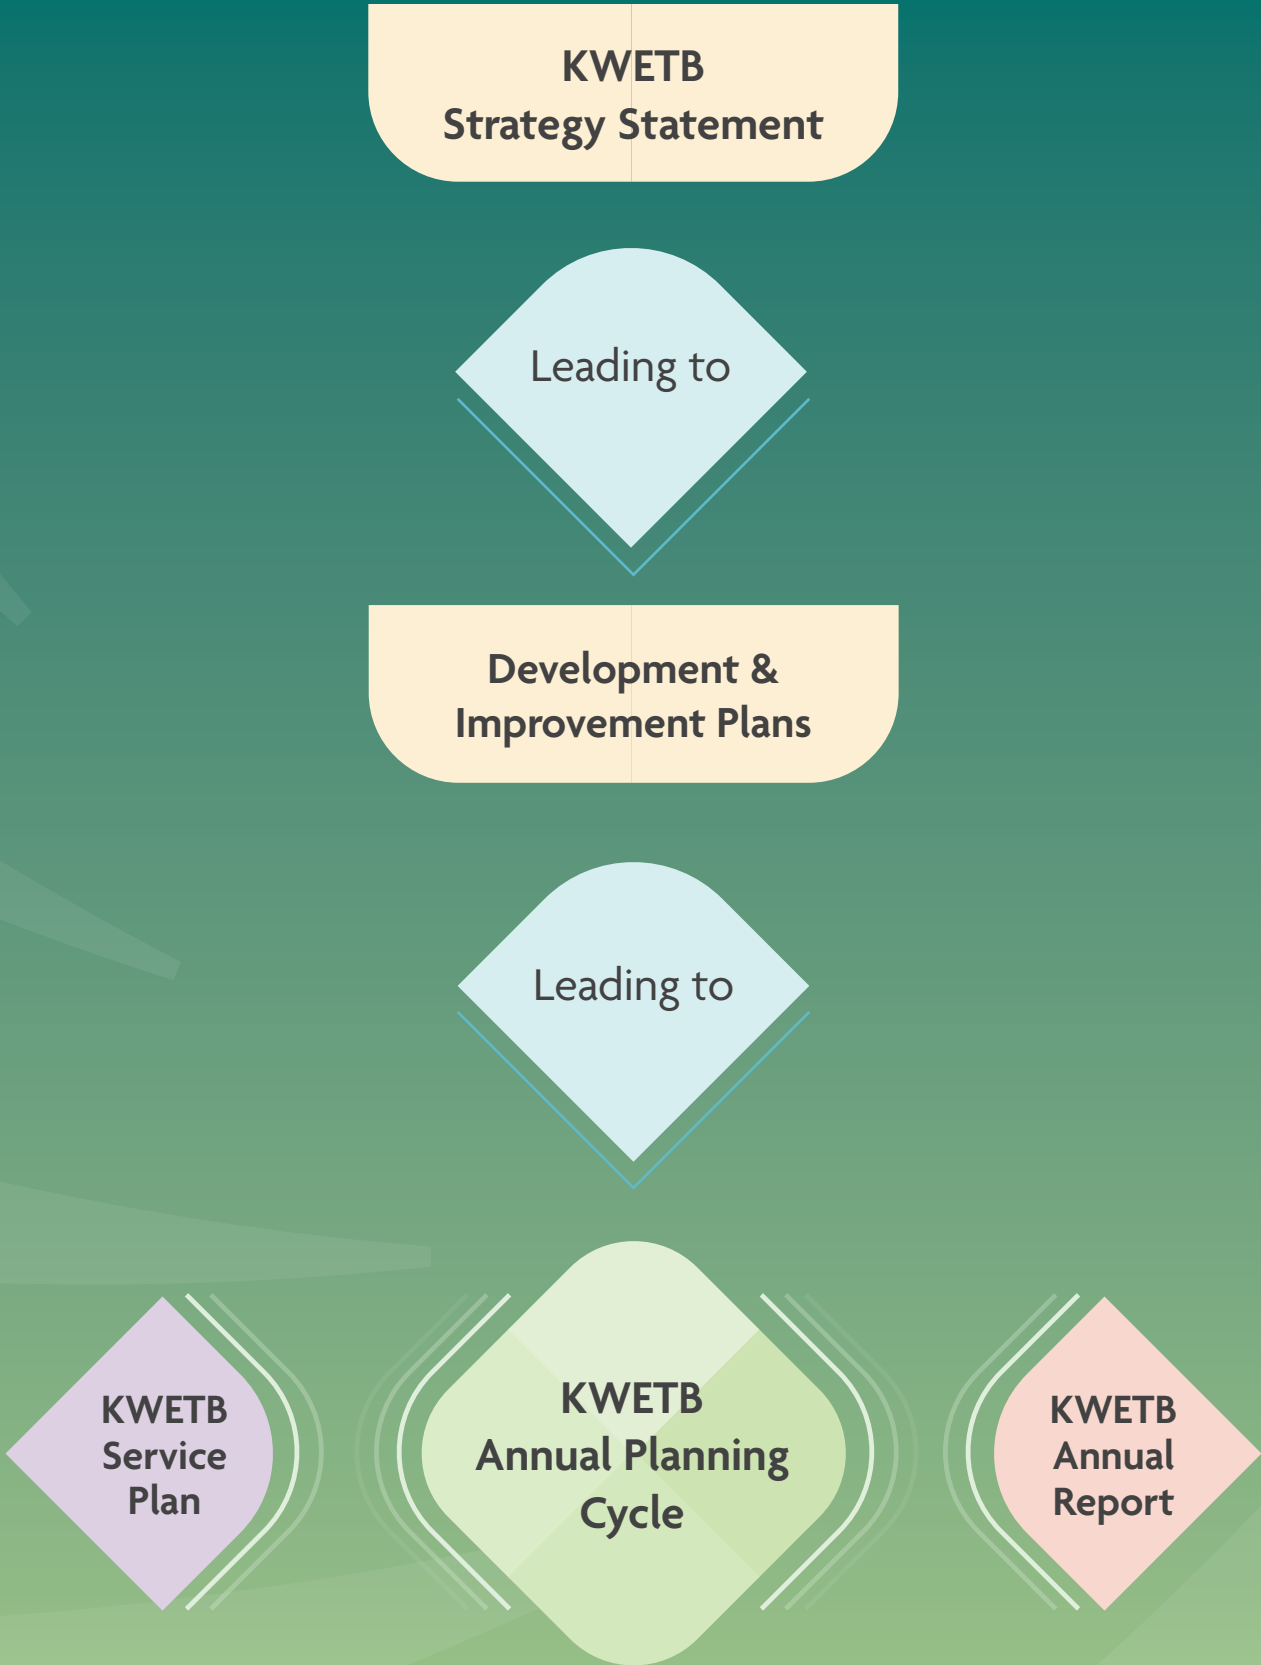 KWETB
Strategy Statement
Leading to
Development &
Improvement Plans
Leading to
KWETB
Service
Plan
KWETB
Annual Planning
Cycle
KWETB
Annual
Report